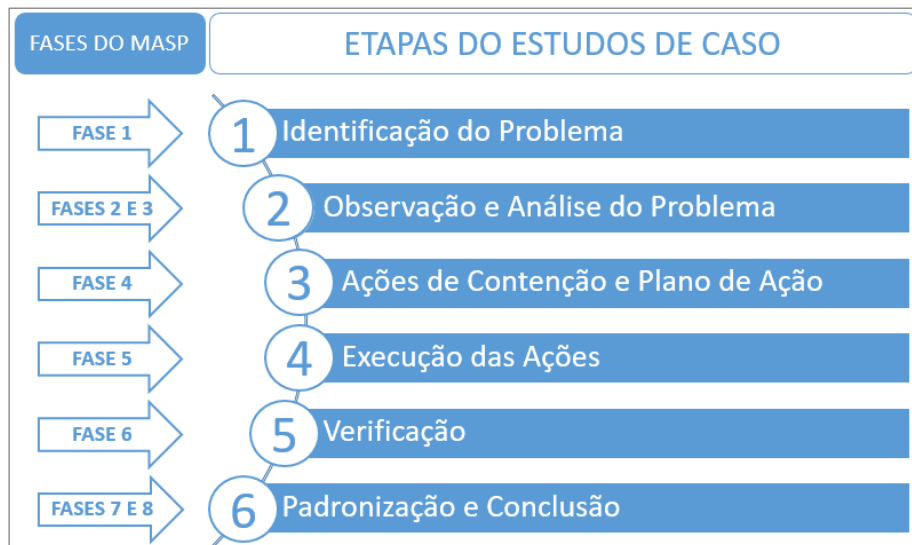 FASES DO MASP
ETAPAS DO ESTUDOS DE CASO
FASE 1
1 Identificação do Problema
FASES 2 E 3
2 Observação e Análise do Problema
FASE 4
3 Ações de Contenção e Plano de Ação
FASE 5
4 Execução das Ações
FASE 6
5 Verificação
FASES 7 E 8
6 Padronização e Conclusão